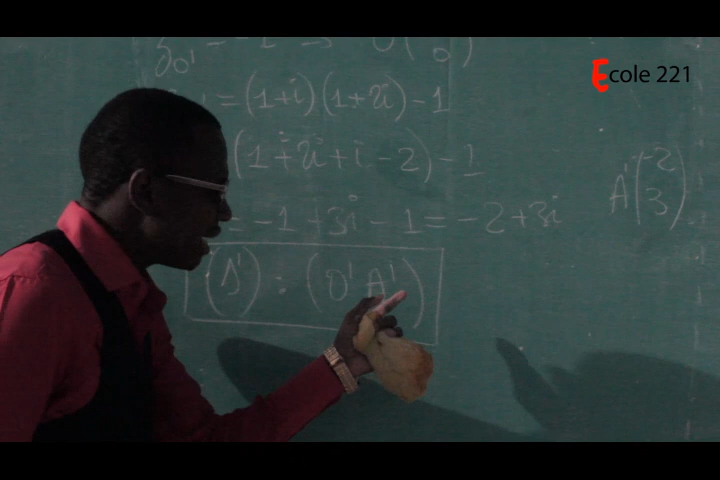 Ecole 221
= (1+i)(1+2i)-1
(1+2i+i-2)-1
= -1+3i-1=-2+3i
A'(-2
3)
(Δ') : (O'A')